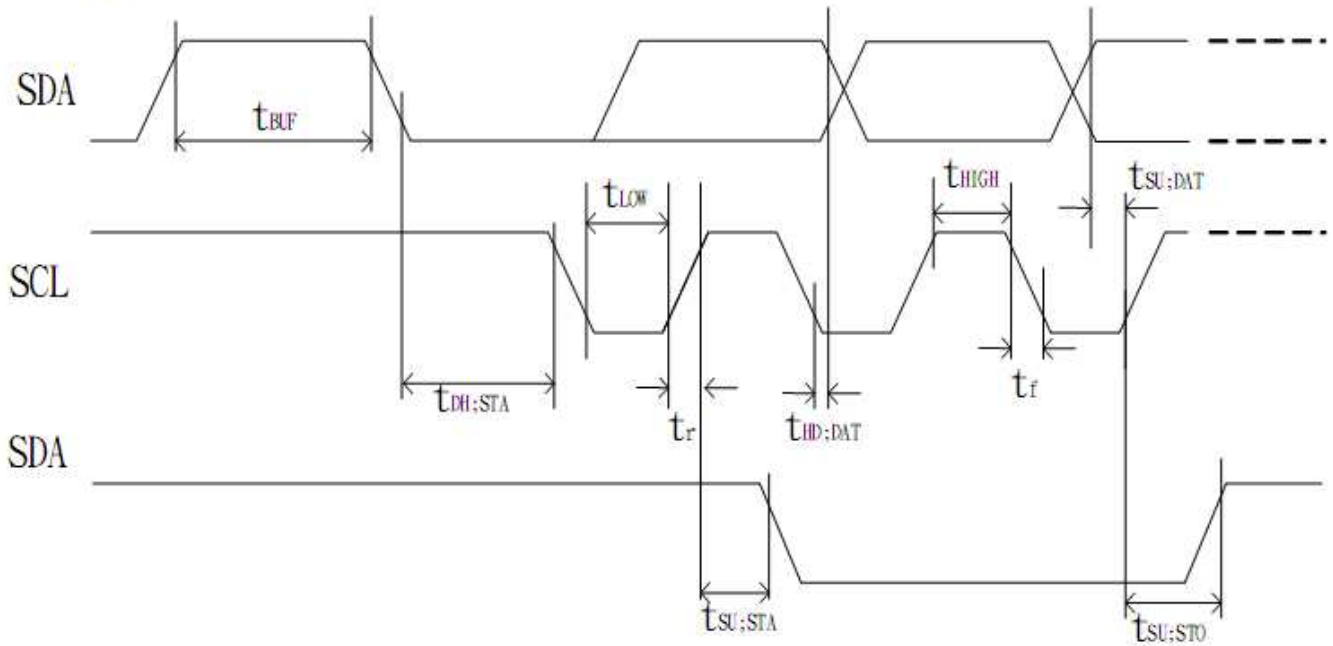 SDA
tBUF
tLOW
tHIGH
tSU;DAT
SCL
tDH;STA
tr
tHD;DAT
tf
SDA
tSU;STA
tSU;STO